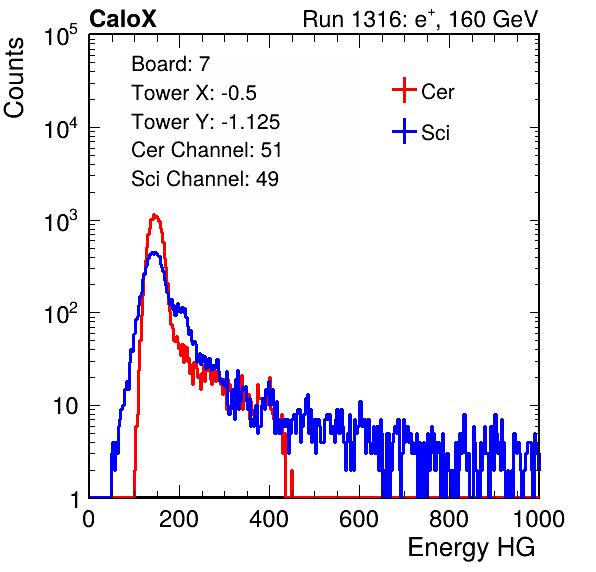 CaloX Run 1316: e⁺, 160 GeV
Counts
10⁵
10⁴
10³
10²
10
1
Board: 7
Tower X: -0.5
Tower Y: -1.125
Cer Channel: 51
Sci Channel: 49
Cer
Sci
0 200 400 600 800 1000
Energy HG